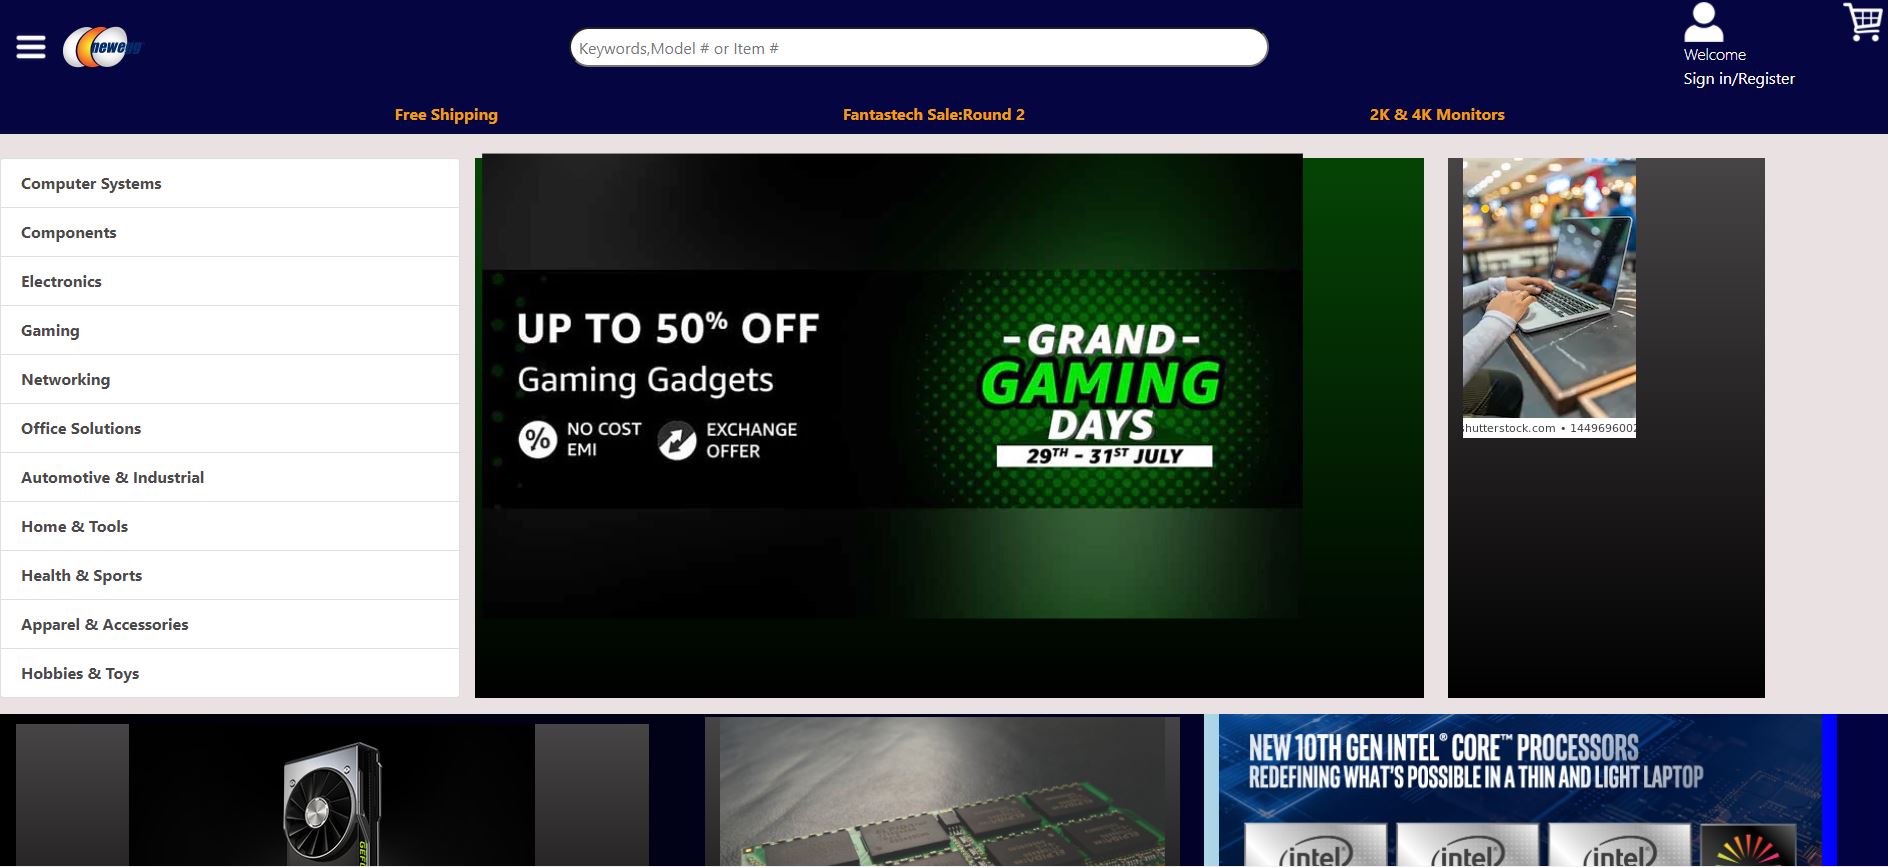 newegg
Keywords,Model # or Item #
Welcome
Sign in/Register
Free Shipping
Fantastech Sale:Round 2
2K & 4K Monitors
Computer Systems
Components
Electronics
Gaming
Networking
Office Solutions
Automotive & Industrial
Home & Tools
Health & Sports
Apparel & Accessories
Hobbies & Toys
UP TO 50% OFF
Gaming Gadgets
NO COST
EMI
EXCHANGE
OFFER
-GRAND-
GAMING
DAYS
29TH - 31ST JULY
shutterstock.com • 1449696002
NEW 10TH GEN INTEL® CORE™ PROCESSORS
REDEFINING WHAT'S POSSIBLE IN A THIN AND LIGHT LAPTOP
intel intel intel